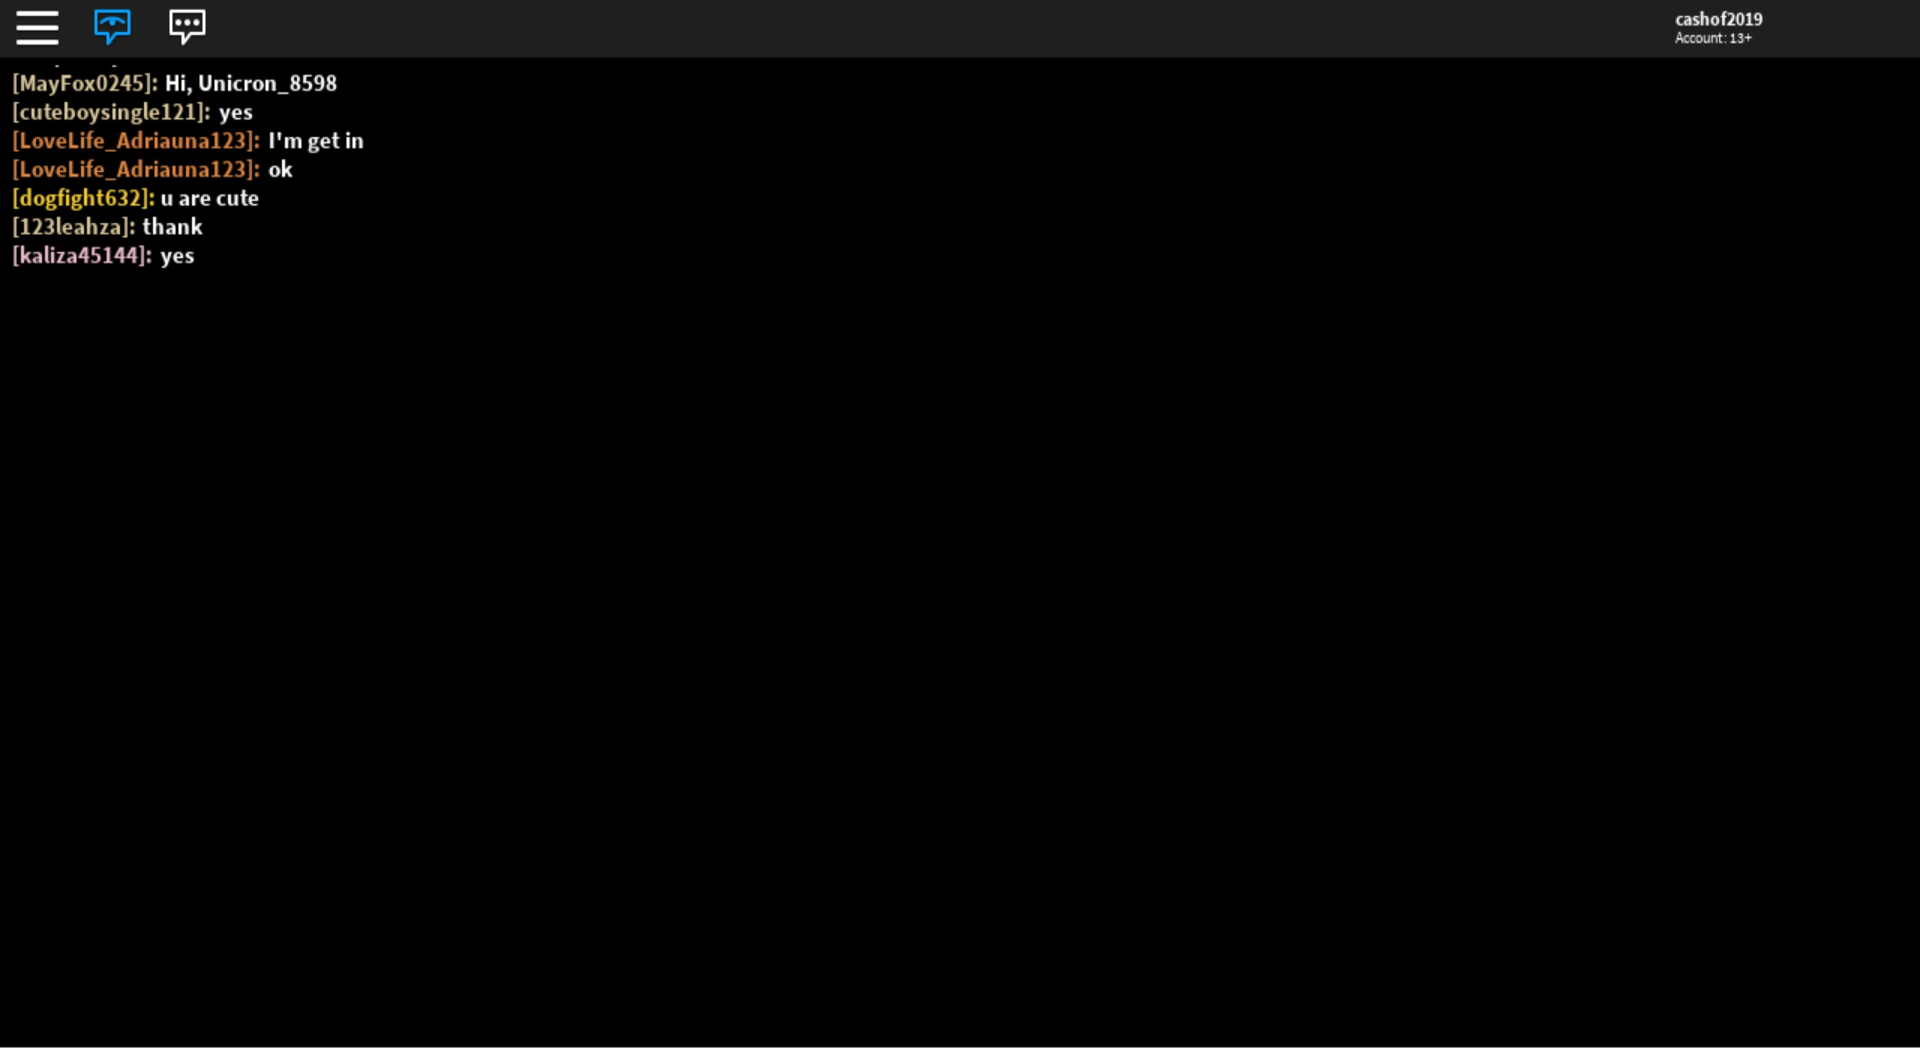 cashof2019
Account: 13+
[MayFox0245]: Hi, Unicron_8598
[cuteboysingle121]: yes
[LoveLife_Adriauna123]: I'm get in
[LoveLife_Adriauna123]: ok
[dogfight632]: u are cute
[123leahza]: thank
[kaliza45144]: yes